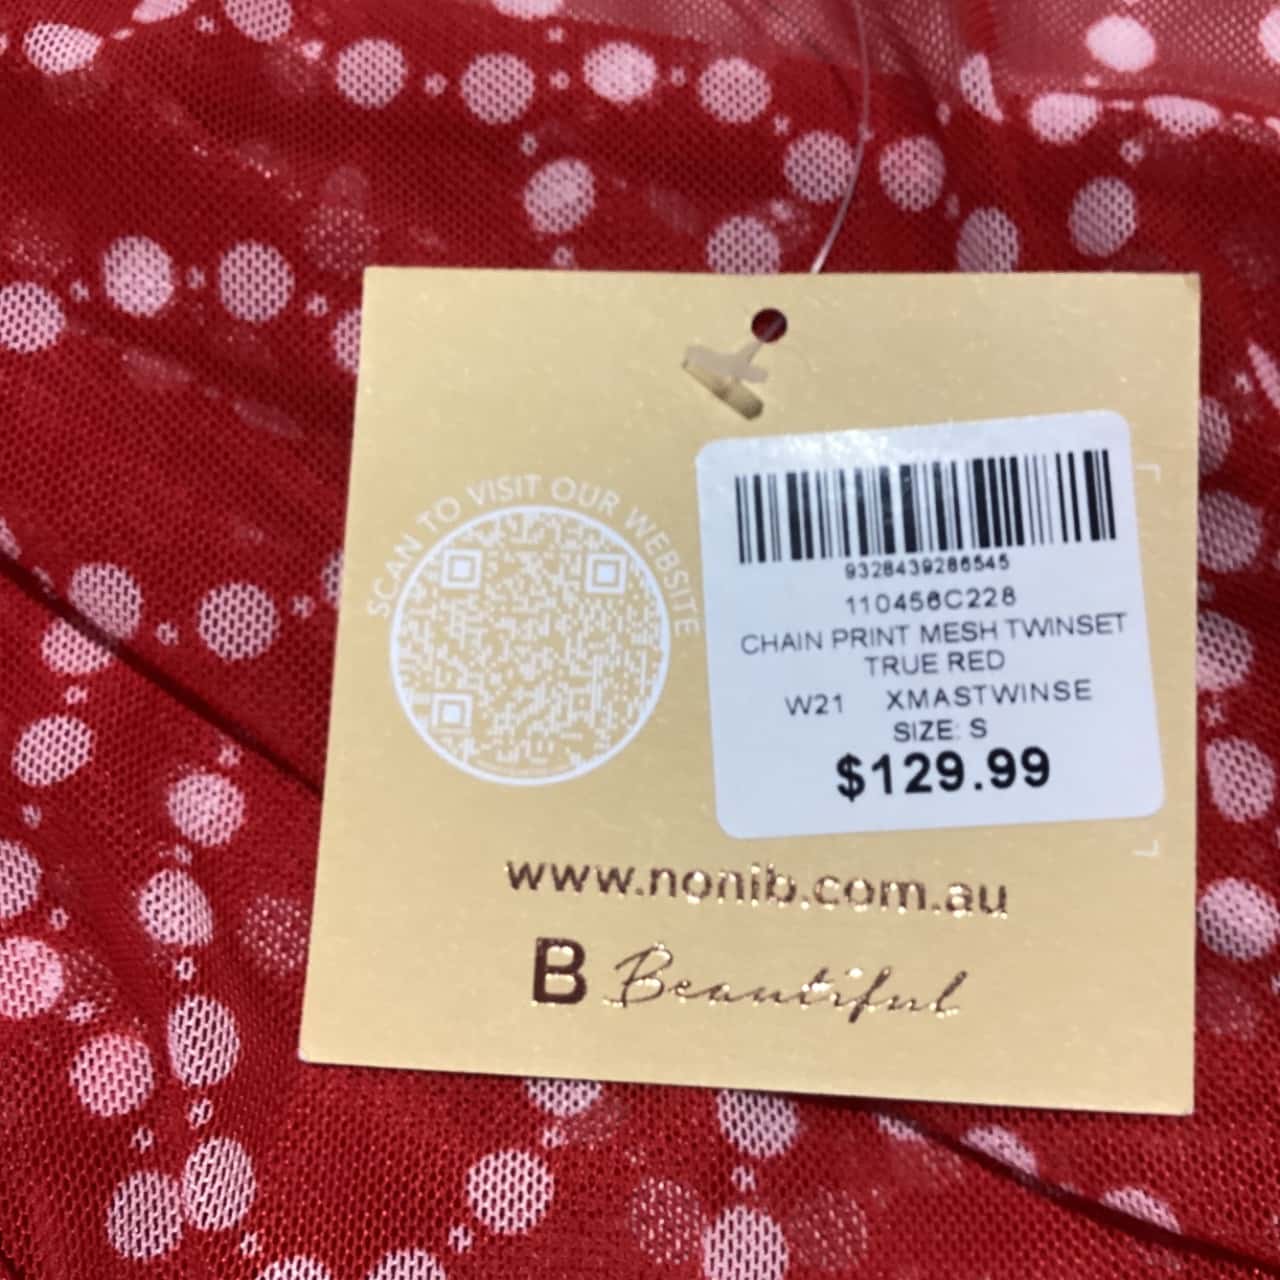 SCAN TO VISIT OUR WEBSITE
9328439286545
110456C228
CHAIN PRINT MESH TWINSET
TRUE RED
W21 XMASTWINSE
SIZE: S
$129.99
www.nonib.com.au
B Beautiful